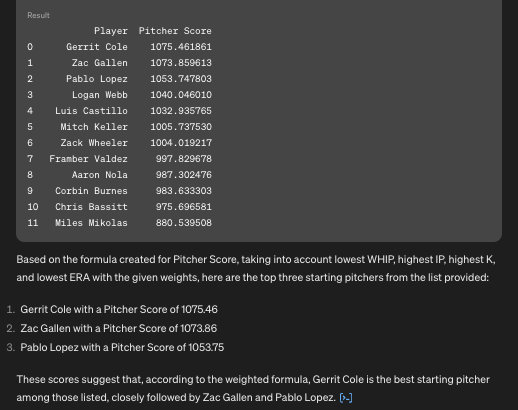 Result
Player Pitcher Score
0 Gerrit Cole 1075.461861
1 Zac Gallen 1073.859613
2 Pablo Lopez 1053.747803
3 Logan Webb 1040.046010
4 Luis Castillo 1032.935765
5 Mitch Keller 1005.737530
6 Zack Wheeler 1004.019217
7 Framber Valdez 997.829678
8 Aaron Nola 987.302476
9 Corbin Burnes 983.633303
10 Chris Bassitt 975.696581
11 Miles Mikolas 880.539508
Based on the formula created for Pitcher Score, taking into account lowest WHIP, highest IP, highest K,
and lowest ERA with the given weights, here are the top three starting pitchers from the list provided:
1. Gerrit Cole with a Pitcher Score of 1075.46
2. Zac Gallen with a Pitcher Score of 1073.86
3. Pablo Lopez with a Pitcher Score of 1053.75
These scores suggest that, according to the weighted formula, Gerrit Cole is the best starting pitcher
among those listed, closely followed by Zac Gallen and Pablo Lopez. [>-]